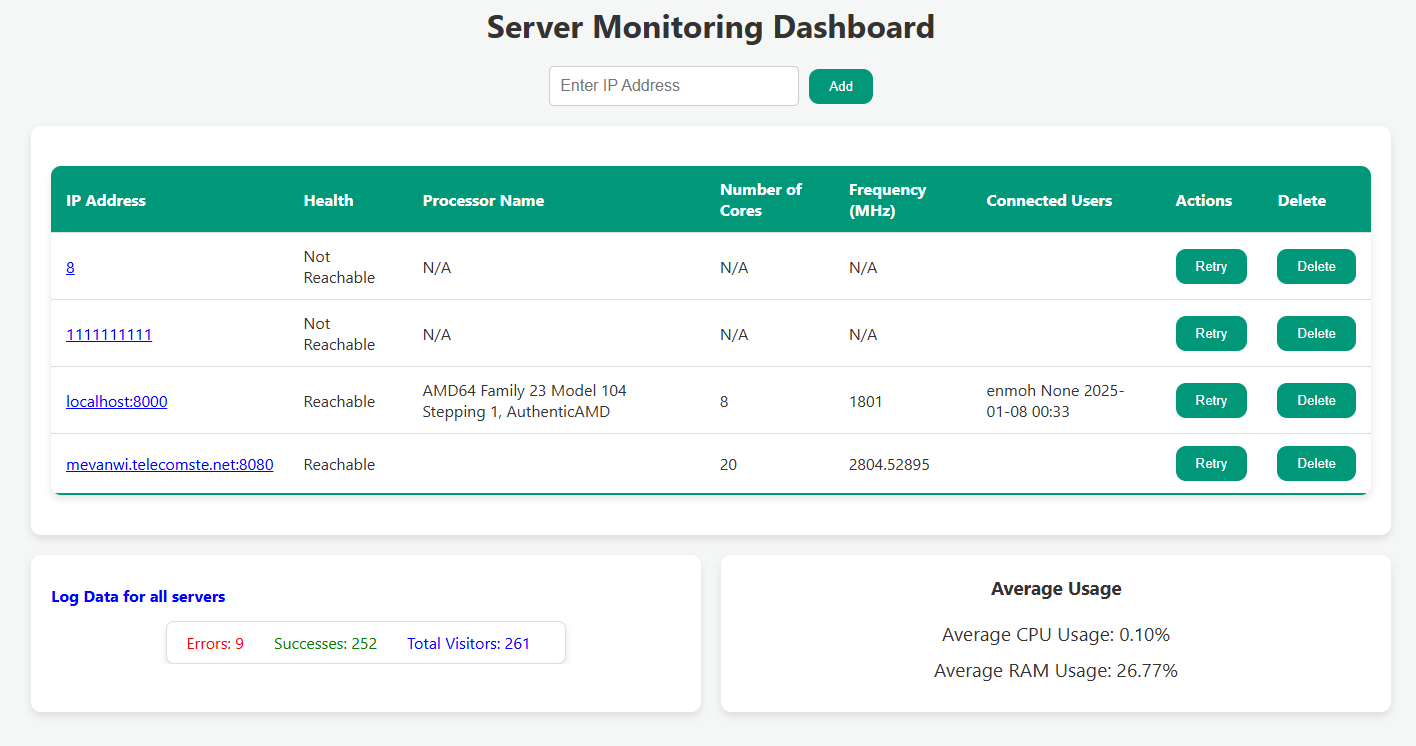 Server Monitoring Dashboard
Enter IP Address Add
IP Address Health Processor Name Number of Cores Frequency (MHz) Connected Users Actions Delete
8 Not Reachable N/A N/A N/A Retry Delete
1111111111 Not Reachable N/A N/A N/A Retry Delete
localhost:8000 Reachable AMD64 Family 23 Model 104 Stepping 1, AuthenticAMD 8 1801 enmoh None 2025-01-08 00:33 Retry Delete
mevanwi.telecomste.net:8080 Reachable 20 2804.52895 Retry Delete
Log Data for all servers
Errors: 9 Successes: 252 Total Visitors: 261
Average Usage
Average CPU Usage: 0.10%
Average RAM Usage: 26.77%